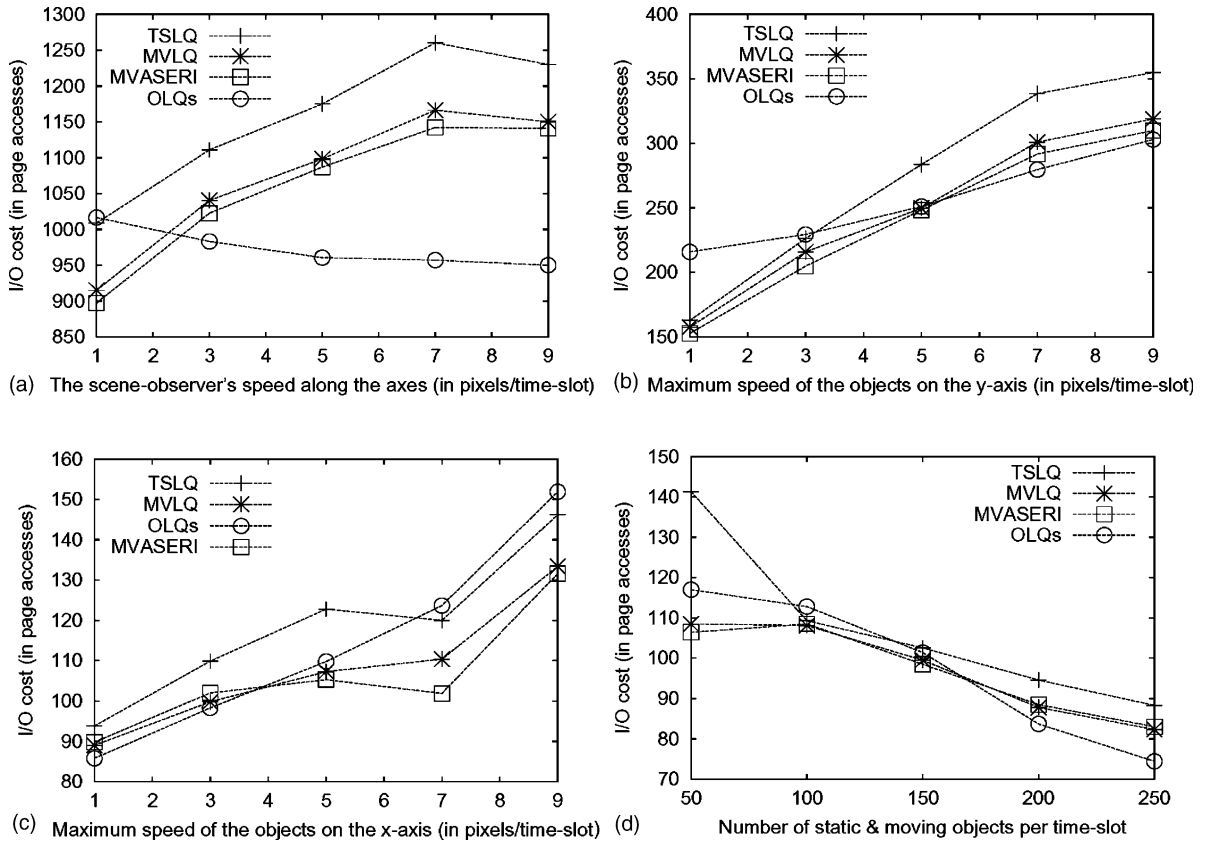 1300
1250
1200
1150
1100
1050
1000
950
900
850
I/O cost (in page accesses)
TSLQ
MVLQ
MVASERI
OLQs
1 2 3 4 5 6 7 8 9
(a) The scene-observer's speed along the axes (in pixels/time-slot)
400
350
300
250
200
150
I/O cost (in page accesses)
TSLQ
MVLQ
MVASERI
OLQs
1 2 3 4 5 6 7 8 9
(b) Maximum speed of the objects on the y-axis (in pixels/time-slot)
160
150
140
130
120
110
100
90
80
I/O cost (in page accesses)
TSLQ
MVLQ
OLQs
MVASERI
1 2 3 4 5 6 7 8 9
(c) Maximum speed of the objects on the x-axis (in pixels/time-slot)
150
140
130
120
110
100
90
80
70
I/O cost (in page accesses)
TSLQ
MVLQ
MVASERI
OLQs
50 100 150 200 250
(d) Number of static & moving objects per time-slot